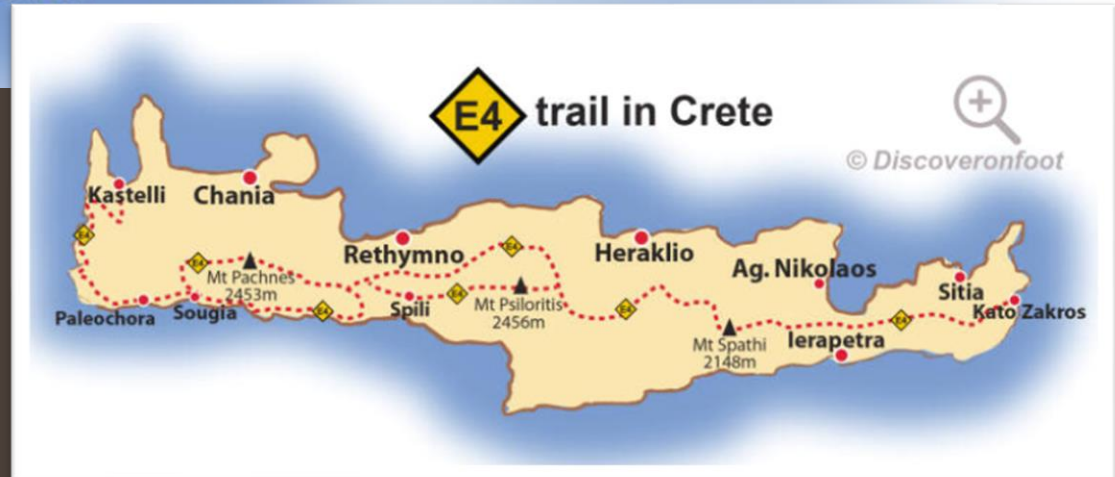 E4 trail in Crete
© Discoveronfoot
Kastelli
Chania
E4
Rethymno
E4
Heraklio
Ag. Nikolaos
E4
Mt Pachnes
2453m
Sitia
Paleochora
Sougia
E4
Spili
E4
Mt Psiloritis
2456m
E4
Kato Zakros
Mt Spathi
2148m
Ierapetra
E4